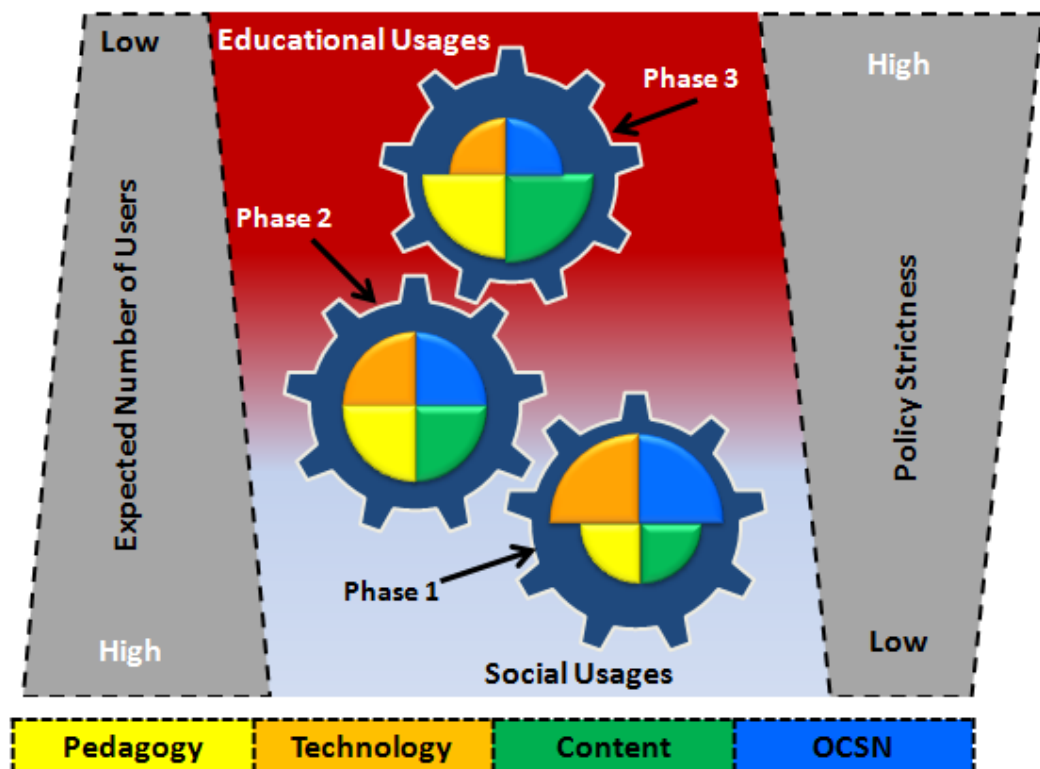 Low
Educational Usages
High
Phase 3
Phase 2
Expected Number of Users
Policy Strictness
Phase 1
High
Low
Social Usages
Pedagogy
Technology
Content
OCSN